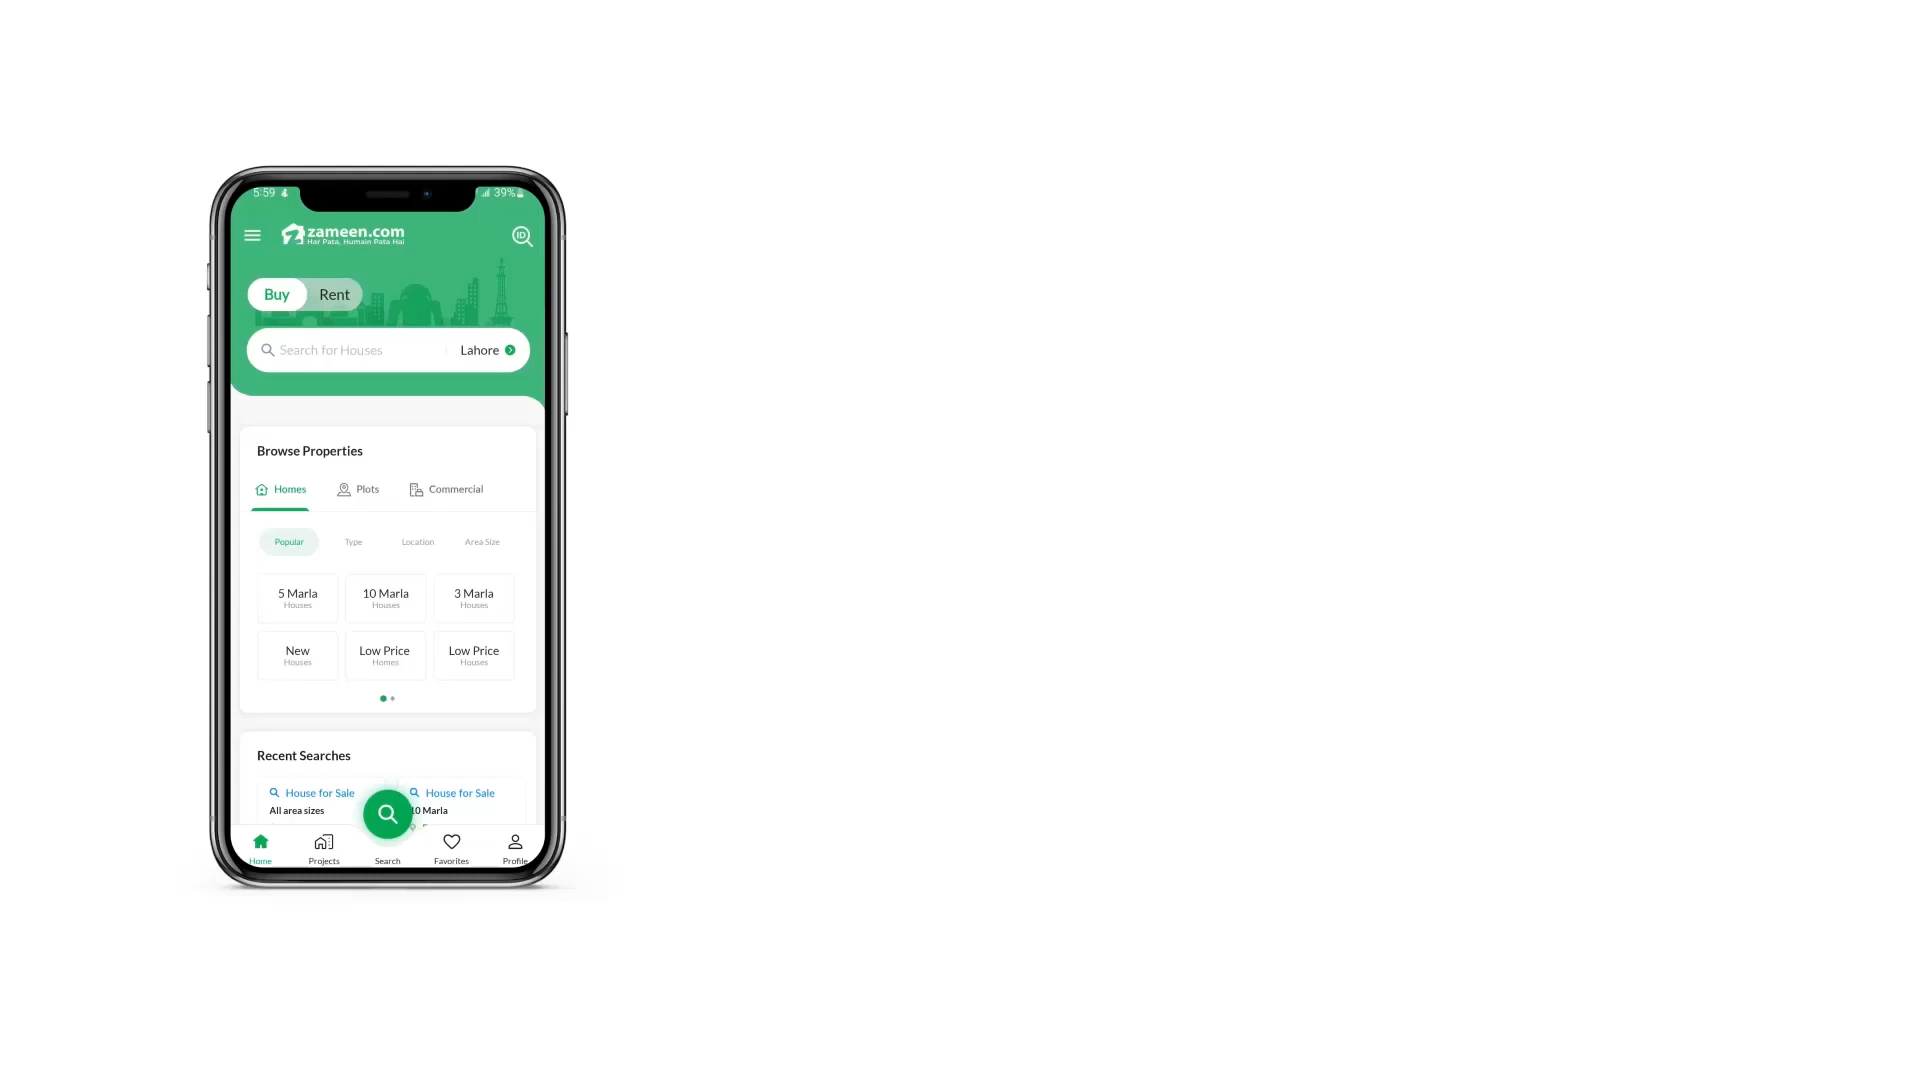 5:59
39%
zameen.com
Har Pata, Humain Pata Hai
ID
Buy Rent
Search for Houses Lahore
Browse Properties
Homes Plots Commercial
Popular Type Location Area Size
5 Marla 10 Marla 3 Marla
Houses Houses Houses
New Low Price Low Price
Houses Homes Houses
Recent Searches
House for Sale House for Sale
All area sizes 10 Marla
Home Projects Search Favorites Profile